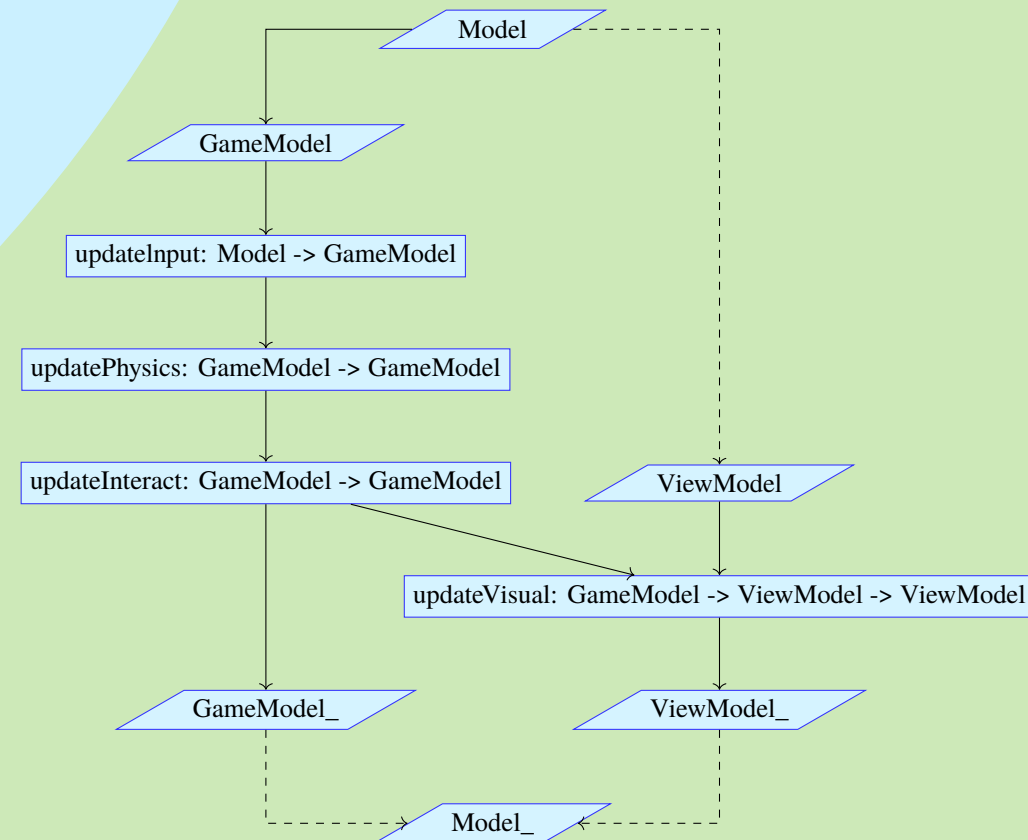 Model
GameModel
updateInput: Model -> GameModel
updatePhysics: GameModel -> GameModel
updateInteract: GameModel -> GameModel
ViewModel
updateVisual: GameModel -> ViewModel -> ViewModel
GameModel_
ViewModel_
Model_